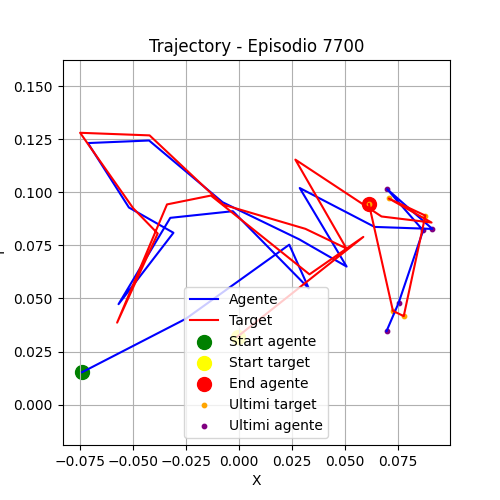 Trajectory - Episodio 7700
0.150
0.125
0.100
0.075
0.050
0.025
0.000
−0.075 −0.050 −0.025 0.000 0.025 0.050 0.075
X
Agente
Target
Start agente
Start target
End agente
Ultimi target
Ultimi agente